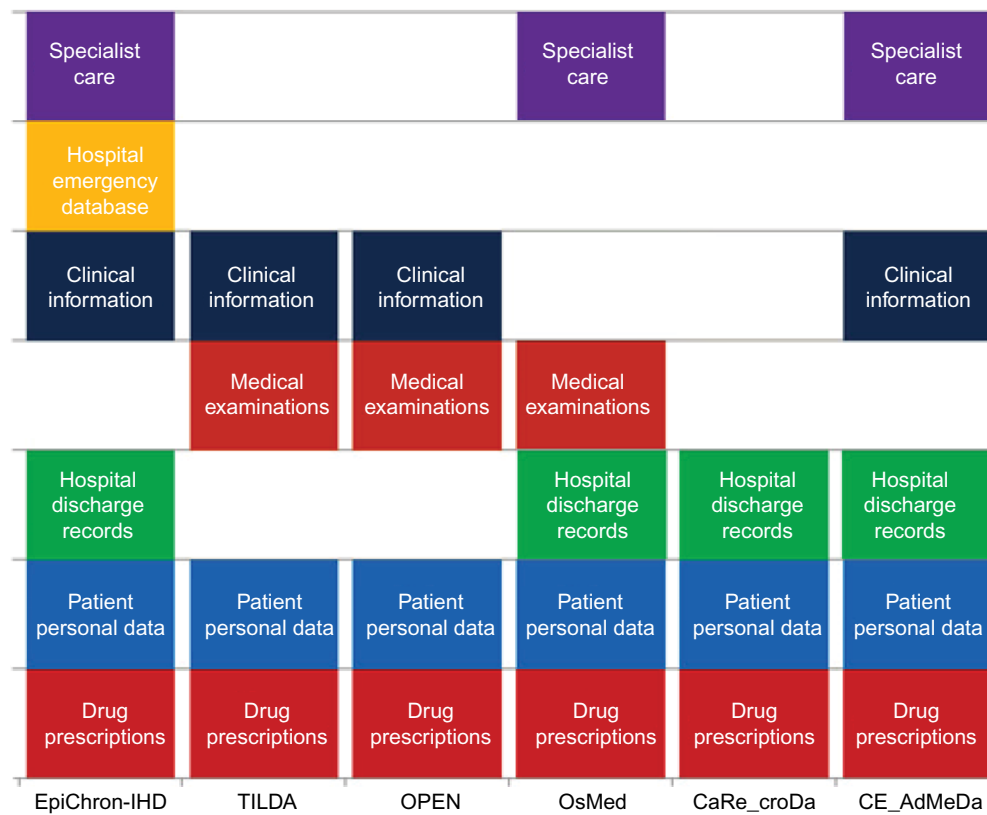 Specialist
care
Specialist
care
Specialist
care
Hospital
emergency
database
Clinical
information
Clinical
information
Clinical
information
Clinical
information
Medical
examinations
Medical
examinations
Medical
examinations
Hospital
discharge
records
Hospital
discharge
records
Hospital
discharge
records
Hospital
discharge
records
Patient
personal data
Patient
personal data
Patient
personal data
Patient
personal data
Patient
personal data
Patient
personal data
Drug
prescriptions
Drug
prescriptions
Drug
prescriptions
Drug
prescriptions
Drug
prescriptions
Drug
prescriptions
EpiChron-IHD
TILDA
OPEN
OsMed
CaRe_croDa
CE_AdMeDa